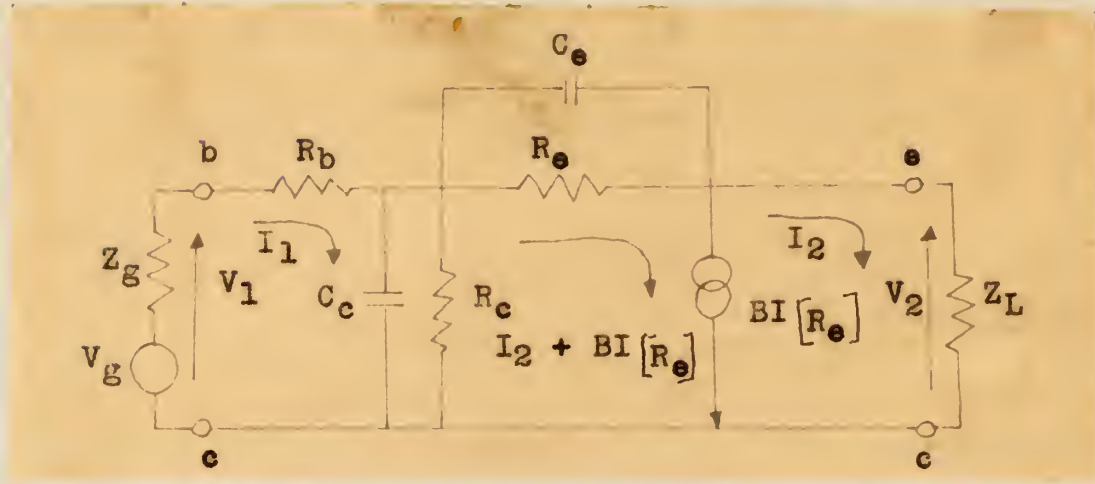 Ce
b
Rb
Re
e
I1
I2
Zg
V1
Cc
Rc
BI[Re]
V2
ZL
I2 + BI[Re]
Vg
c
c